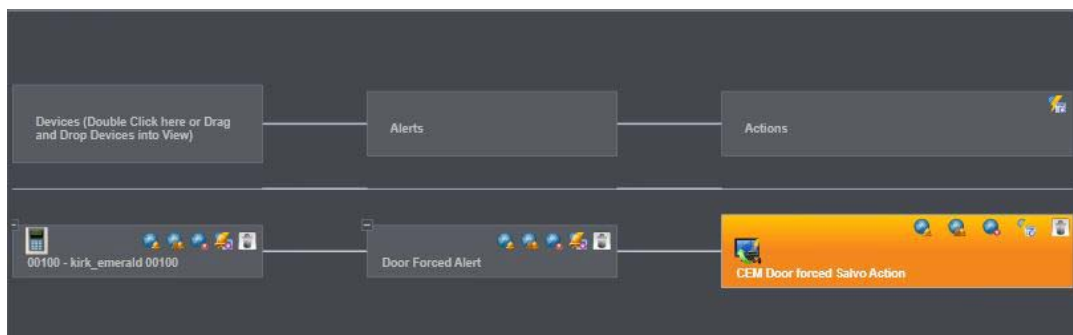 Devices (Double Click here or Drag
and Drop Devices into View)
Alerts
Actions
00100 - kirk_emerald 00100
Door Forced Alert
CEM Door forced Salvo Action